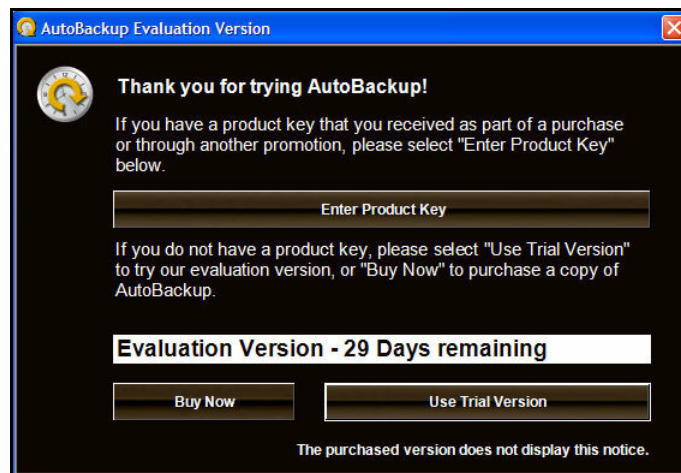 AutoBackup Evaluation Version
Thank you for trying AutoBackup!
If you have a product key that you received as part of a purchase
or through another promotion, please select "Enter Product Key"
below.
Enter Product Key
If you do not have a product key, please select "Use Trial Version"
to try our evaluation version, or "Buy Now" to purchase a copy of
AutoBackup.
Evaluation Version - 29 Days remaining
Buy Now
Use Trial Version
The purchased version does not display this notice.